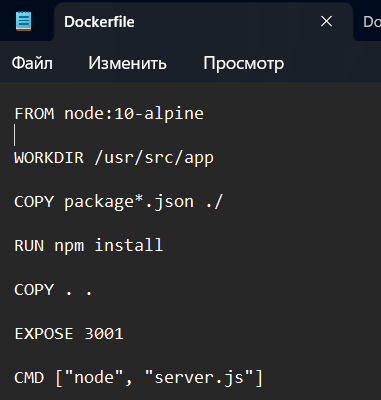 Dockerfile
Do
Файл Изменить Просмотр
FROM node:10-alpine
WORKDIR /usr/src/app
COPY package*.json ./
RUN npm install
COPY . .
EXPOSE 3001
CMD ["node", "server.js"]